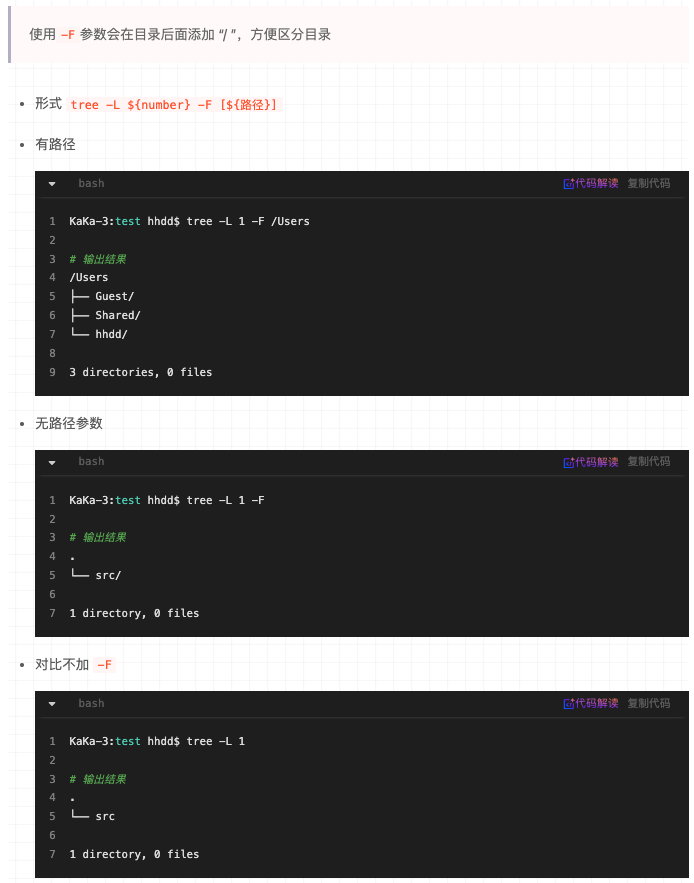 使用 -F 参数会在目录后面添加 “/ ”，方便区分目录
形式 tree -L ${number} -F [${路径}]
有路径
bash 代码解读 复制代码
1 KaKa-3:test hhdd$ tree -L 1 -F /Users
2
3 # 输出结果
4 /Users
5 ├── Guest/
6 ├── Shared/
7 └── hhdd/
8
9 3 directories, 0 files
无路径参数
bash 代码解读 复制代码
1 KaKa-3:test hhdd$ tree -L 1 -F
2
3 # 输出结果
4 .
5 └── src/
6
7 1 directory, 0 files
对比不加 -F
bash 代码解读 复制代码
1 KaKa-3:test hhdd$ tree -L 1
2
3 # 输出结果
4 .
5 └── src
6
7 1 directory, 0 files